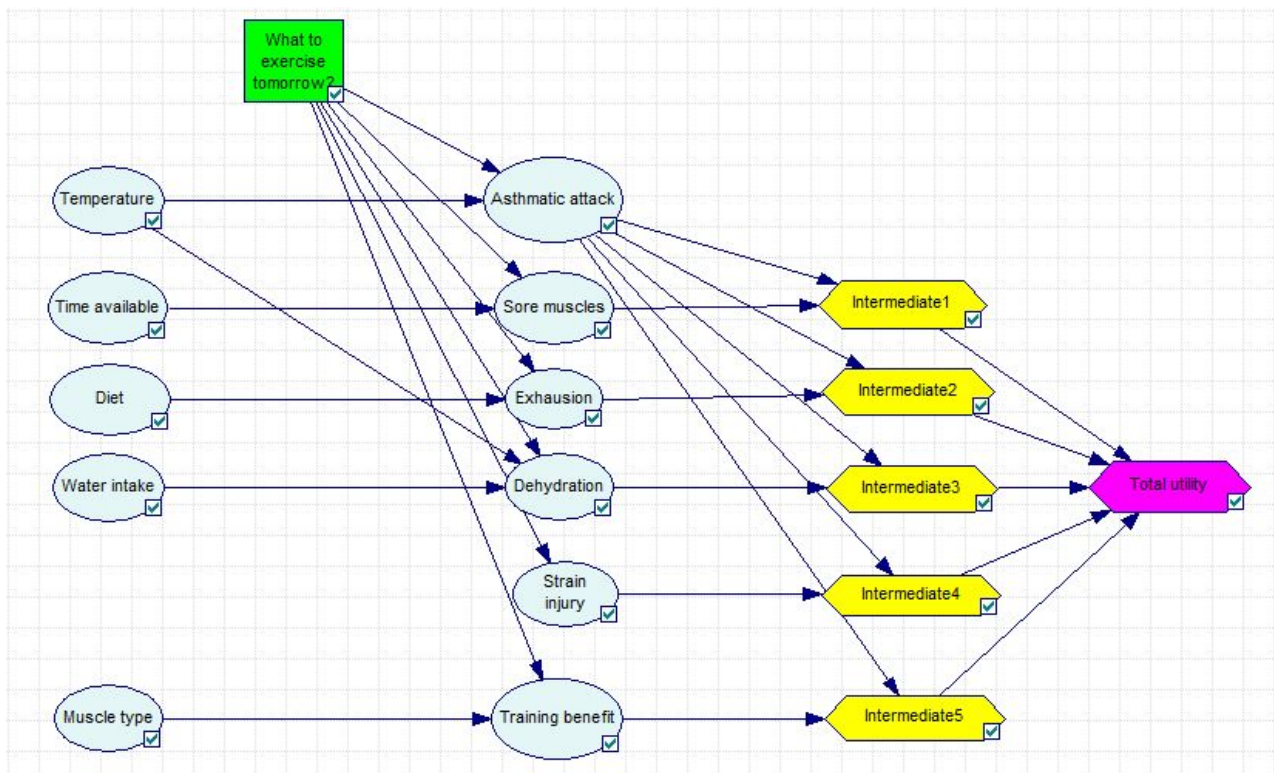 What to
exercise
tomorrow?
Temperature
Asthmatic attack
Time available
Sore muscles
Intermediate1
Diet
Exhausion
Intermediate2
Water intake
Dehydration
Intermediate3
Total utility
Strain
injury
Intermediate4
Muscle type
Training benefit
Intermediate5